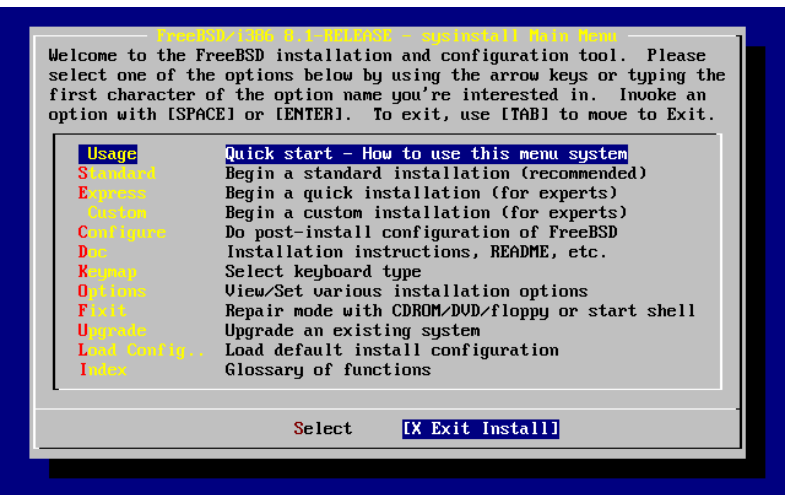 FreeBSD/i386 8.1-RELEASE - sysinstall Main Menu
Welcome to the FreeBSD installation and configuration tool.  Please
select one of the options below by using the arrow keys or typing the
first character of the option name you're interested in.  Invoke an
option with [SPACE] or [ENTER].  To exit, use [TAB] to move to Exit.
Usage Quick start - How to use this menu system
Standard Begin a standard installation (recommended)
Express Begin a quick installation (for experts)
Custom Begin a custom installation (for experts)
Configure Do post-install configuration of FreeBSD
Doc Installation instructions, README, etc.
Keymap Select keyboard type
Options View/Set various installation options
Fixit Repair mode with CDROM/DVD/floppy or start shell
Upgrade Upgrade an existing system
Load Config.. Load default install configuration
Index Glossary of functions
Select [X Exit Install]